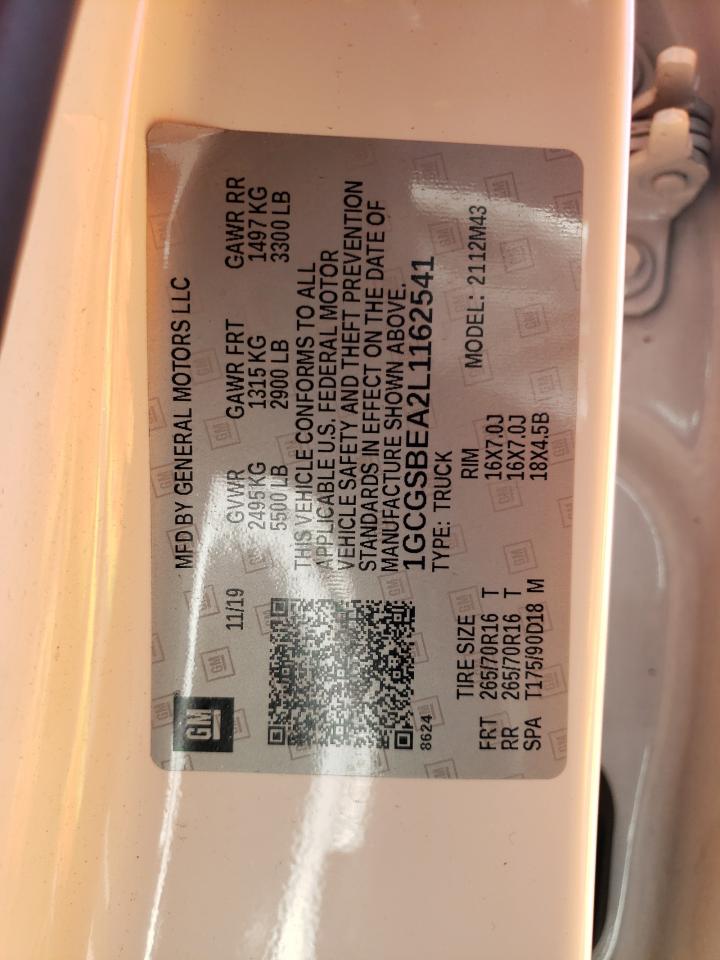 GM
MFD BY GENERAL MOTORS LLC
11/19
GVWR GAWR FRT GAWR RR
2495KG 1315 KG 1497 KG
5500 LB 2900 LB 3300 LB
THIS VEHICLE CONFORMS TO ALL
APPLICABLE U.S. FEDERAL MOTOR
VEHICLE SAFETY AND THEFT PREVENTION
STANDARDS IN EFFECT ON THE DATE OF
MANUFACTURE SHOWN ABOVE.
1GCGSBEA2L1162541
8624
TYPE: TRUCK
MODEL: 2112M43
TIRE SIZE RIM
FRT 265/70R16 T 16X7.0J
RR 265/70R16 T 16X7.0J
SPA T175/90D18 M 18X4.5B